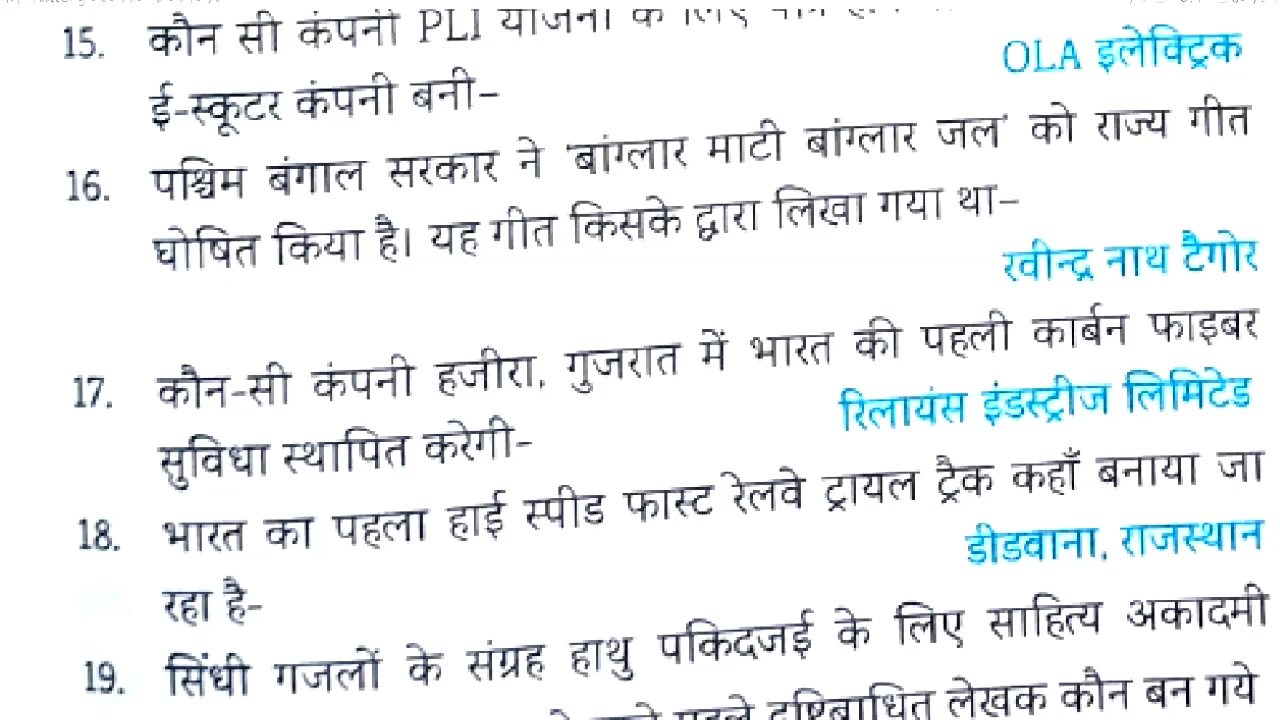 15. कौन सी कंपनी PLI योजना के लिए
OLA इलेक्ट्रिक
ई-स्कूटर कंपनी बनी-
16. पश्चिम बंगाल सरकार ने 'बांग्लार माटी बांग्लार जल' को राज्य गीत
घोषित किया है। यह गीत किसके द्वारा लिखा गया था-
रवीन्द्र नाथ टैगोर
17. कौन-सी कंपनी हजीरा, गुजरात में भारत की पहली कार्बन फाइबर
रिलायंस इंडस्ट्रीज लिमिटेड
सुविधा स्थापित करेगी-
18. भारत का पहला हाई स्पीड फास्ट रेलवे ट्रायल ट्रैक कहाँ बनाया जा
डीडवाना, राजस्थान
रहा है-
19. सिंधी गजलों के संग्रह हाथु पकिदजई के लिए साहित्य अकादमी
पहले दृष्टिबाधित लेखक कौन बन गये